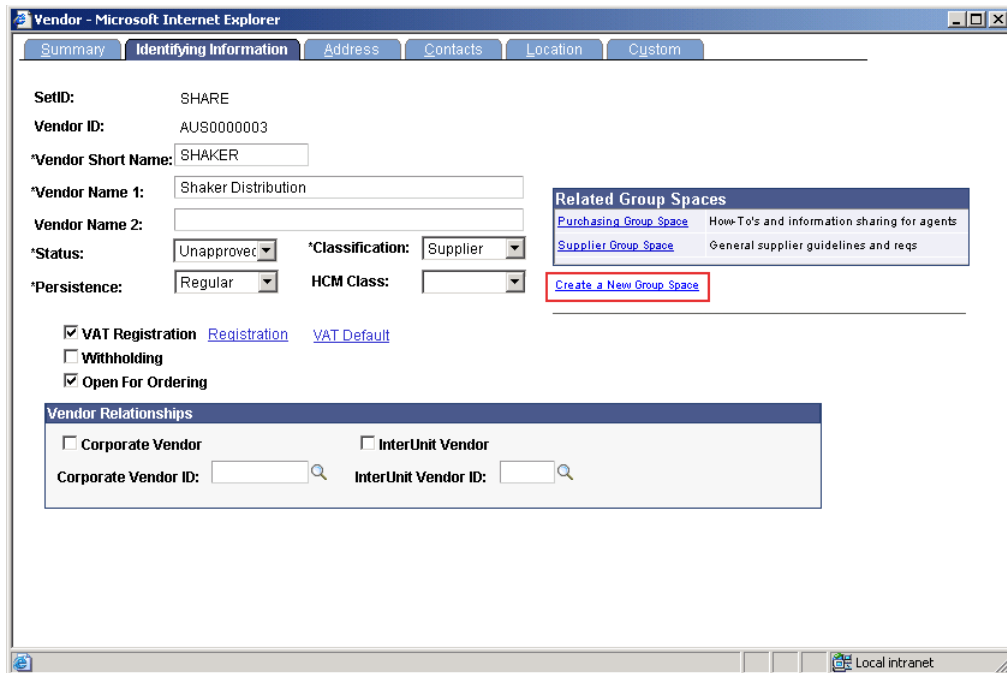 Vendor - Microsoft Internet Explorer
Summary Identifying Information Address Contacts Location Custom
SetID: SHARE
Vendor ID: AUS0000003
*Vendor Short Name: SHAKER
*Vendor Name 1: Shaker Distribution
Vendor Name 2:
*Status: Unapproved *Classification: Supplier
*Persistence: Regular HCM Class:
Related Group Spaces
Purchasing Group Space How-To's and information sharing for agents
Supplier Group Space General supplier guidelines and reqs
Create a New Group Space
VAT Registration Registration VAT Default
Withholding
Open For Ordering
Vendor Relationships
Corporate Vendor InterUnit Vendor
Corporate Vendor ID: InterUnit Vendor ID:
Local intranet